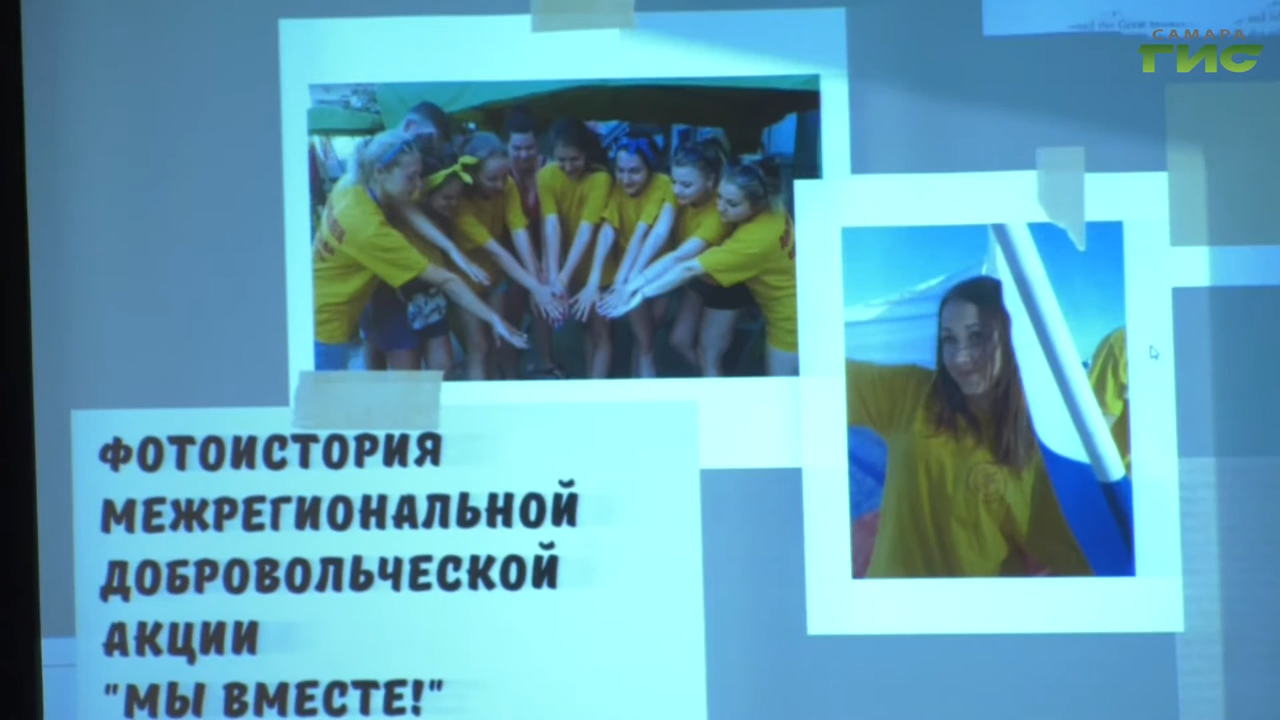 САМАРА
ГИС
ФОТОИСТОРИЯ
МЕЖРЕГИОНАЛЬНОЙ
ДОБРОВОЛЬЧЕСКОЙ
АКЦИИ
"МЫ ВМЕСТЕ!"